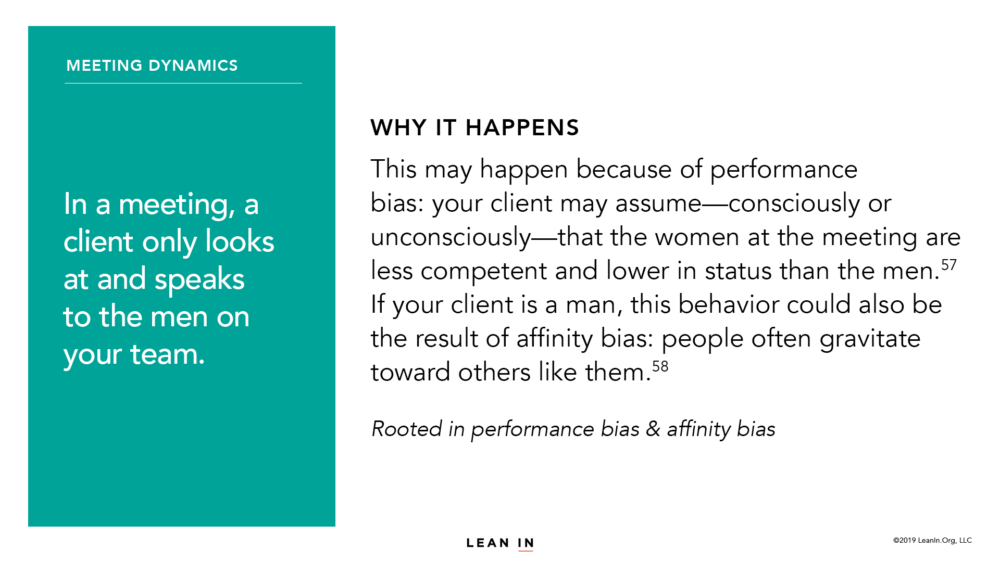 MEETING DYNAMICS
In a meeting, a
client only looks
at and speaks
to the men on
your team.
WHY IT HAPPENS
This may happen because of performance
bias: your client may assume—consciously or
unconsciously—that the women at the meeting are
less competent and lower in status than the men.57
If your client is a man, this behavior could also be
the result of affinity bias: people often gravitate
toward others like them.58
Rooted in performance bias & affinity bias
LEAN IN
©2019 LeanIn.Org, LLC